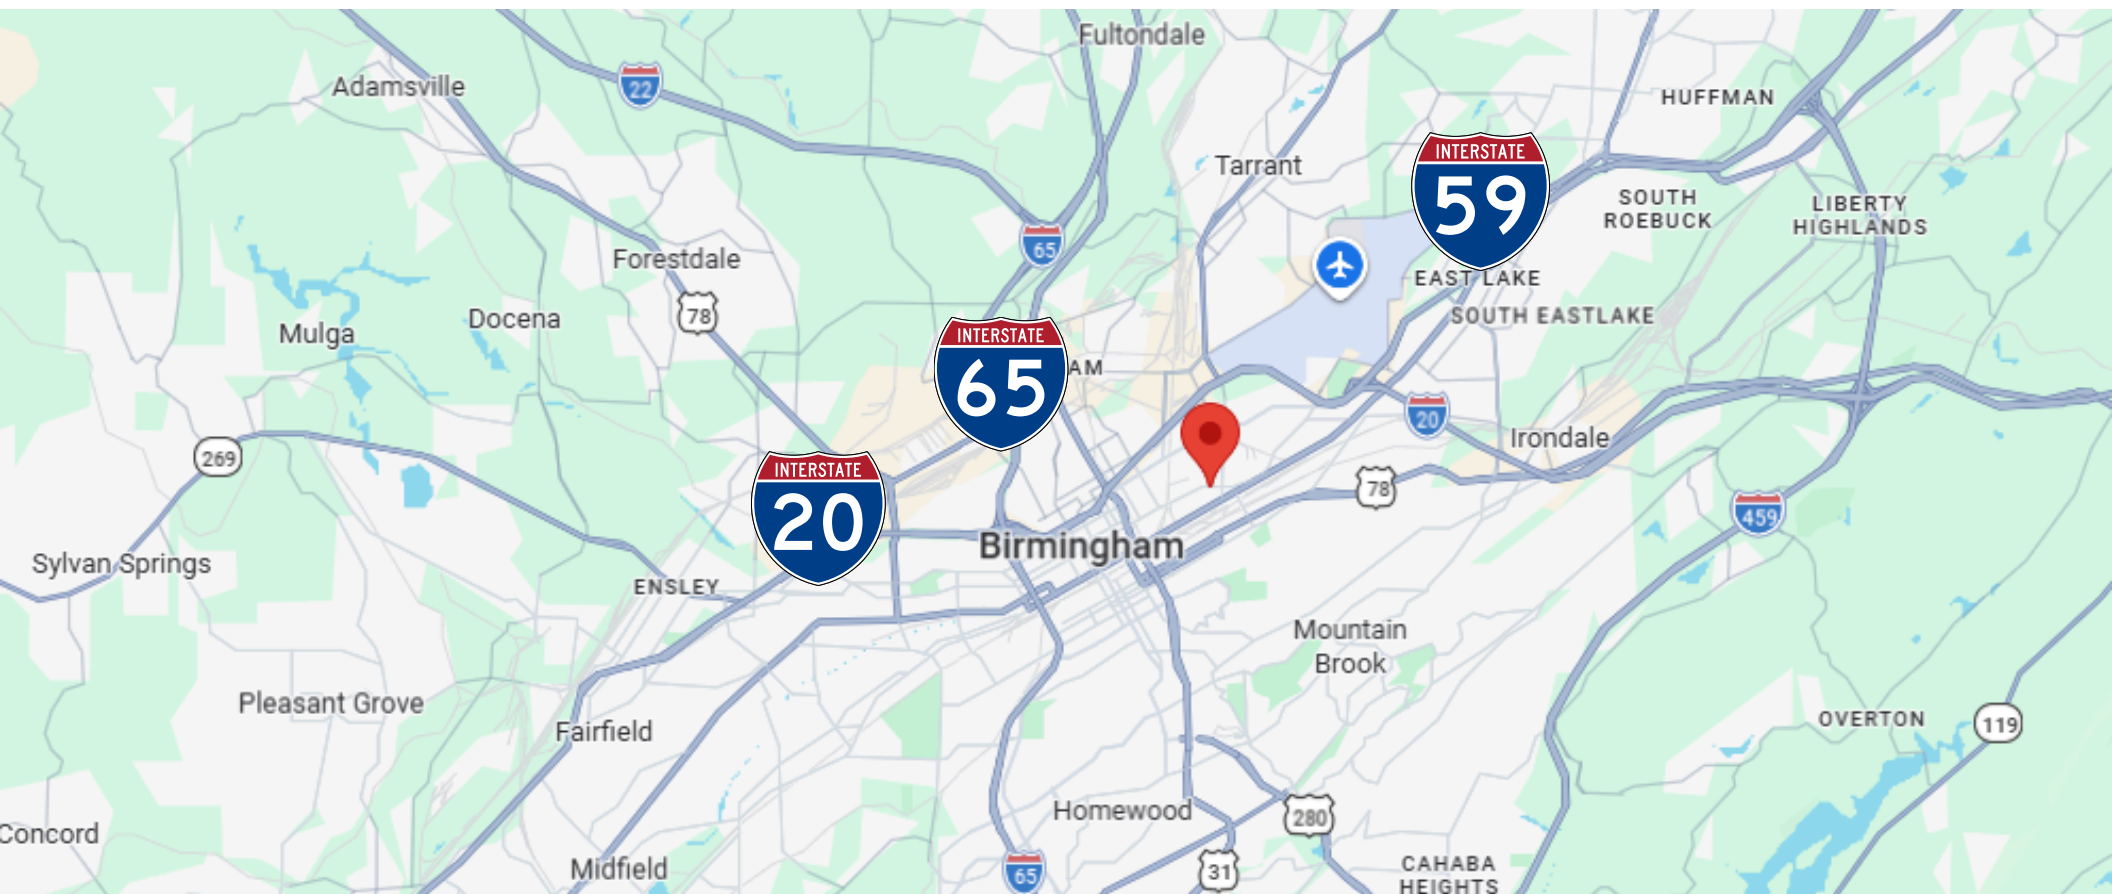 Fultondale
Adamsville
22
HUFFMAN
INTERSTATE
59
Tarrant
SOUTH
ROEBUCK
LIBERTY
HIGHLANDS
65
Forestdale
EAST LAKE
78
Docena
Mulga
SOUTH EASTLAKE
INTERSTATE
65
AM
20
Irondale
269
INTERSTATE
20
78
459
Birmingham
Sylvan Springs
ENSLEY
Mountain
Brook
Pleasant Grove
Fairfield
OVERTON
119
Homewood
280
Concord
Midfield
65
31
CAHABA
HEIGHTS